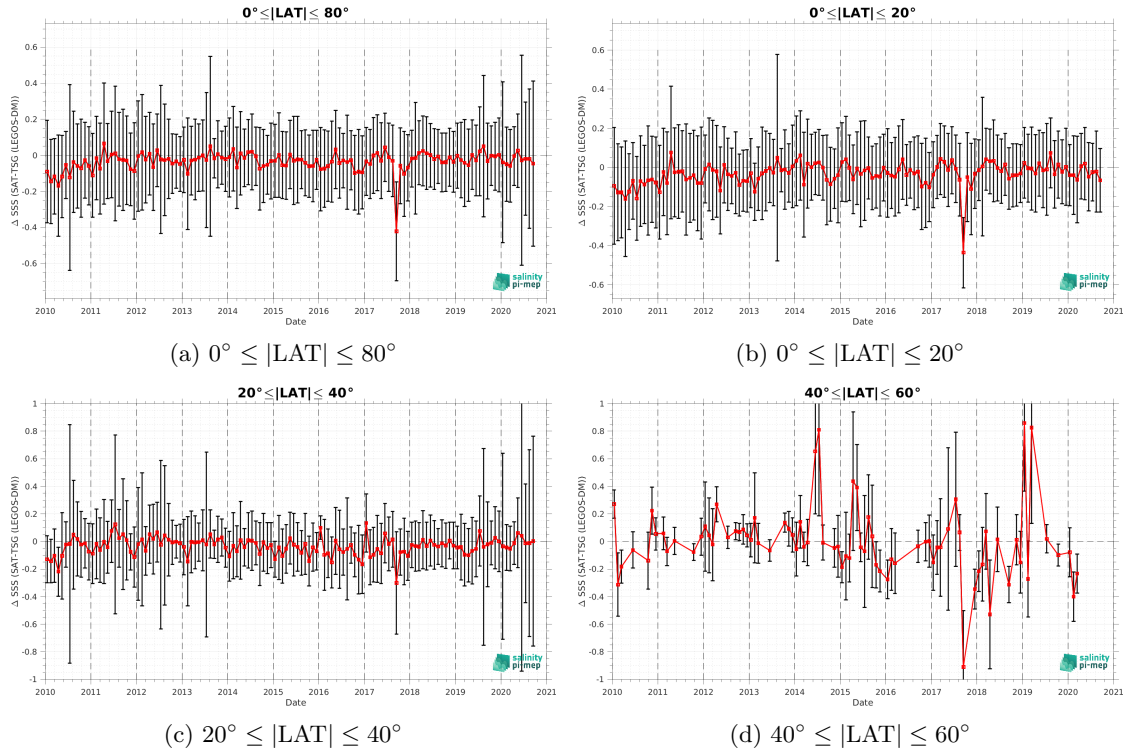 0°≤|LAT|≤ 80°
Δ SSS (SAT-TSG (LEGOS-DM))
0.6
0.4
0.2
0
-0.2
-0.4
-0.6
2010 2011 2012 2013 2014 2015 2016 2017 2018 2019 2020 2021
Date
salinity
pi-mep
(a) 0° ≤ |LAT| ≤ 80°
0°≤|LAT|≤ 20°
Δ SSS (SAT-TSG (LEGOS-DM))
0.6
0.4
0.2
0
-0.2
-0.4
-0.6
2010 2011 2012 2013 2014 2015 2016 2017 2018 2019 2020 2021
Date
salinity
pi-mep
(b) 0° ≤ |LAT| ≤ 20°
20°≤|LAT|≤ 40°
Δ SSS (SAT-TSG (LEGOS-DM))
1
0.8
0.6
0.4
0.2
0
-0.2
-0.4
-0.6
-0.8
-1
2010 2011 2012 2013 2014 2015 2016 2017 2018 2019 2020 2021
Date
salinity
pi-mep
(c) 20° ≤ |LAT| ≤ 40°
40°≤|LAT|≤ 60°
Δ SSS (SAT-TSG (LEGOS-DM))
1
0.8
0.6
0.4
0.2
0
-0.2
-0.4
-0.6
-0.8
-1
2010 2011 2012 2013 2014 2015 2016 2017 2018 2019 2020 2021
Date
salinity
pi-mep
(d) 40° ≤ |LAT| ≤ 60°